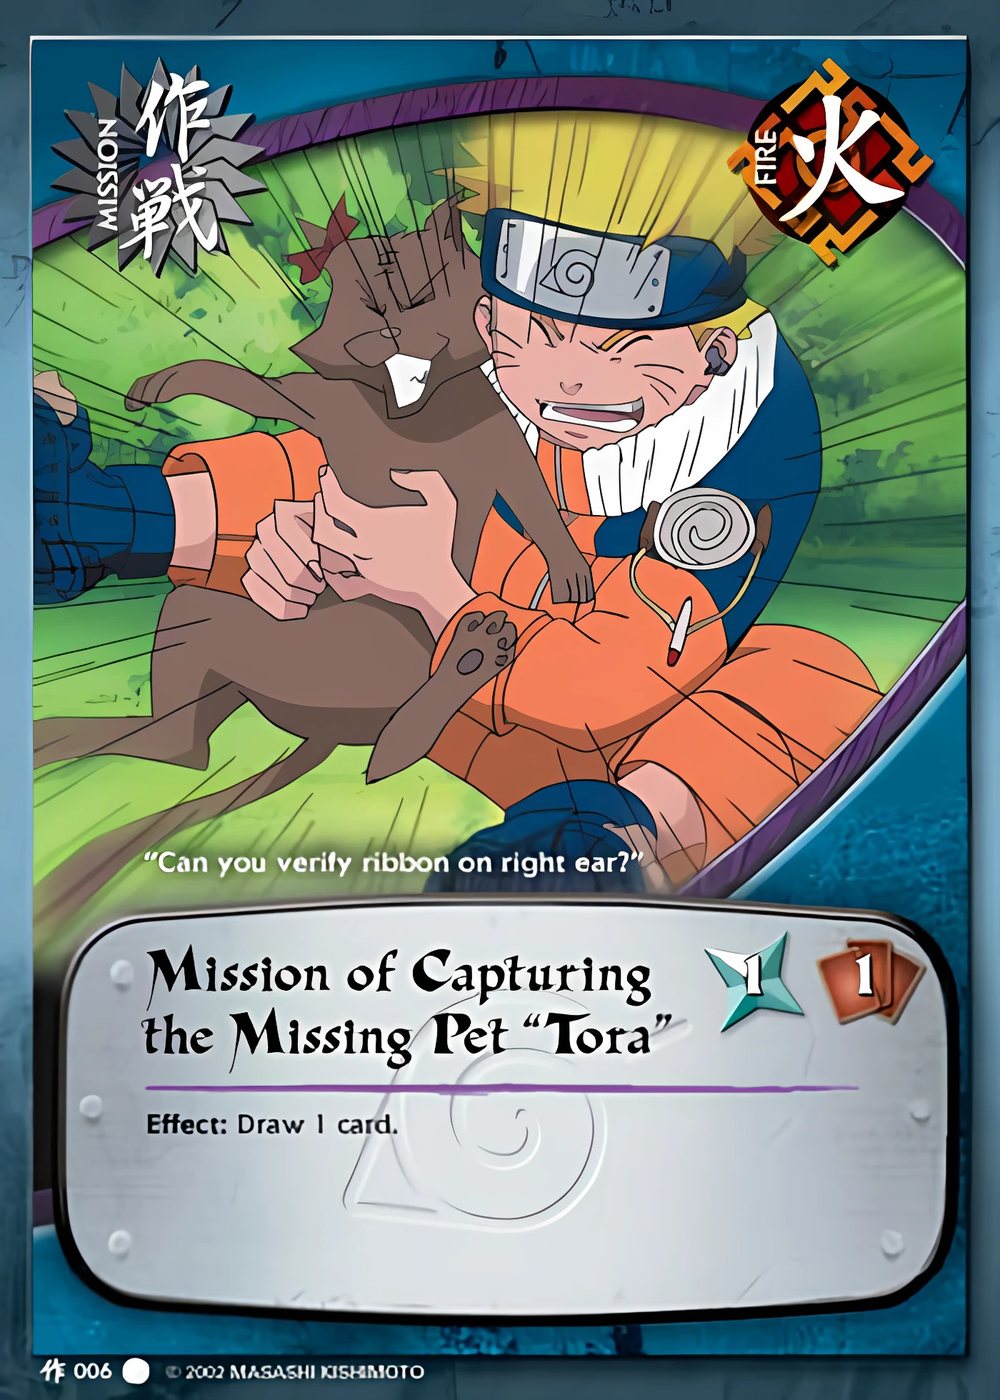 MISSION
作戦
FIRE
火
"Can you verify ribbon on right ear?"
Mission of Capturing
the Missing Pet "Tora"
1
1
Effect: Draw 1 card.
作 006
© 2002 MASASHI KISHIMOTO